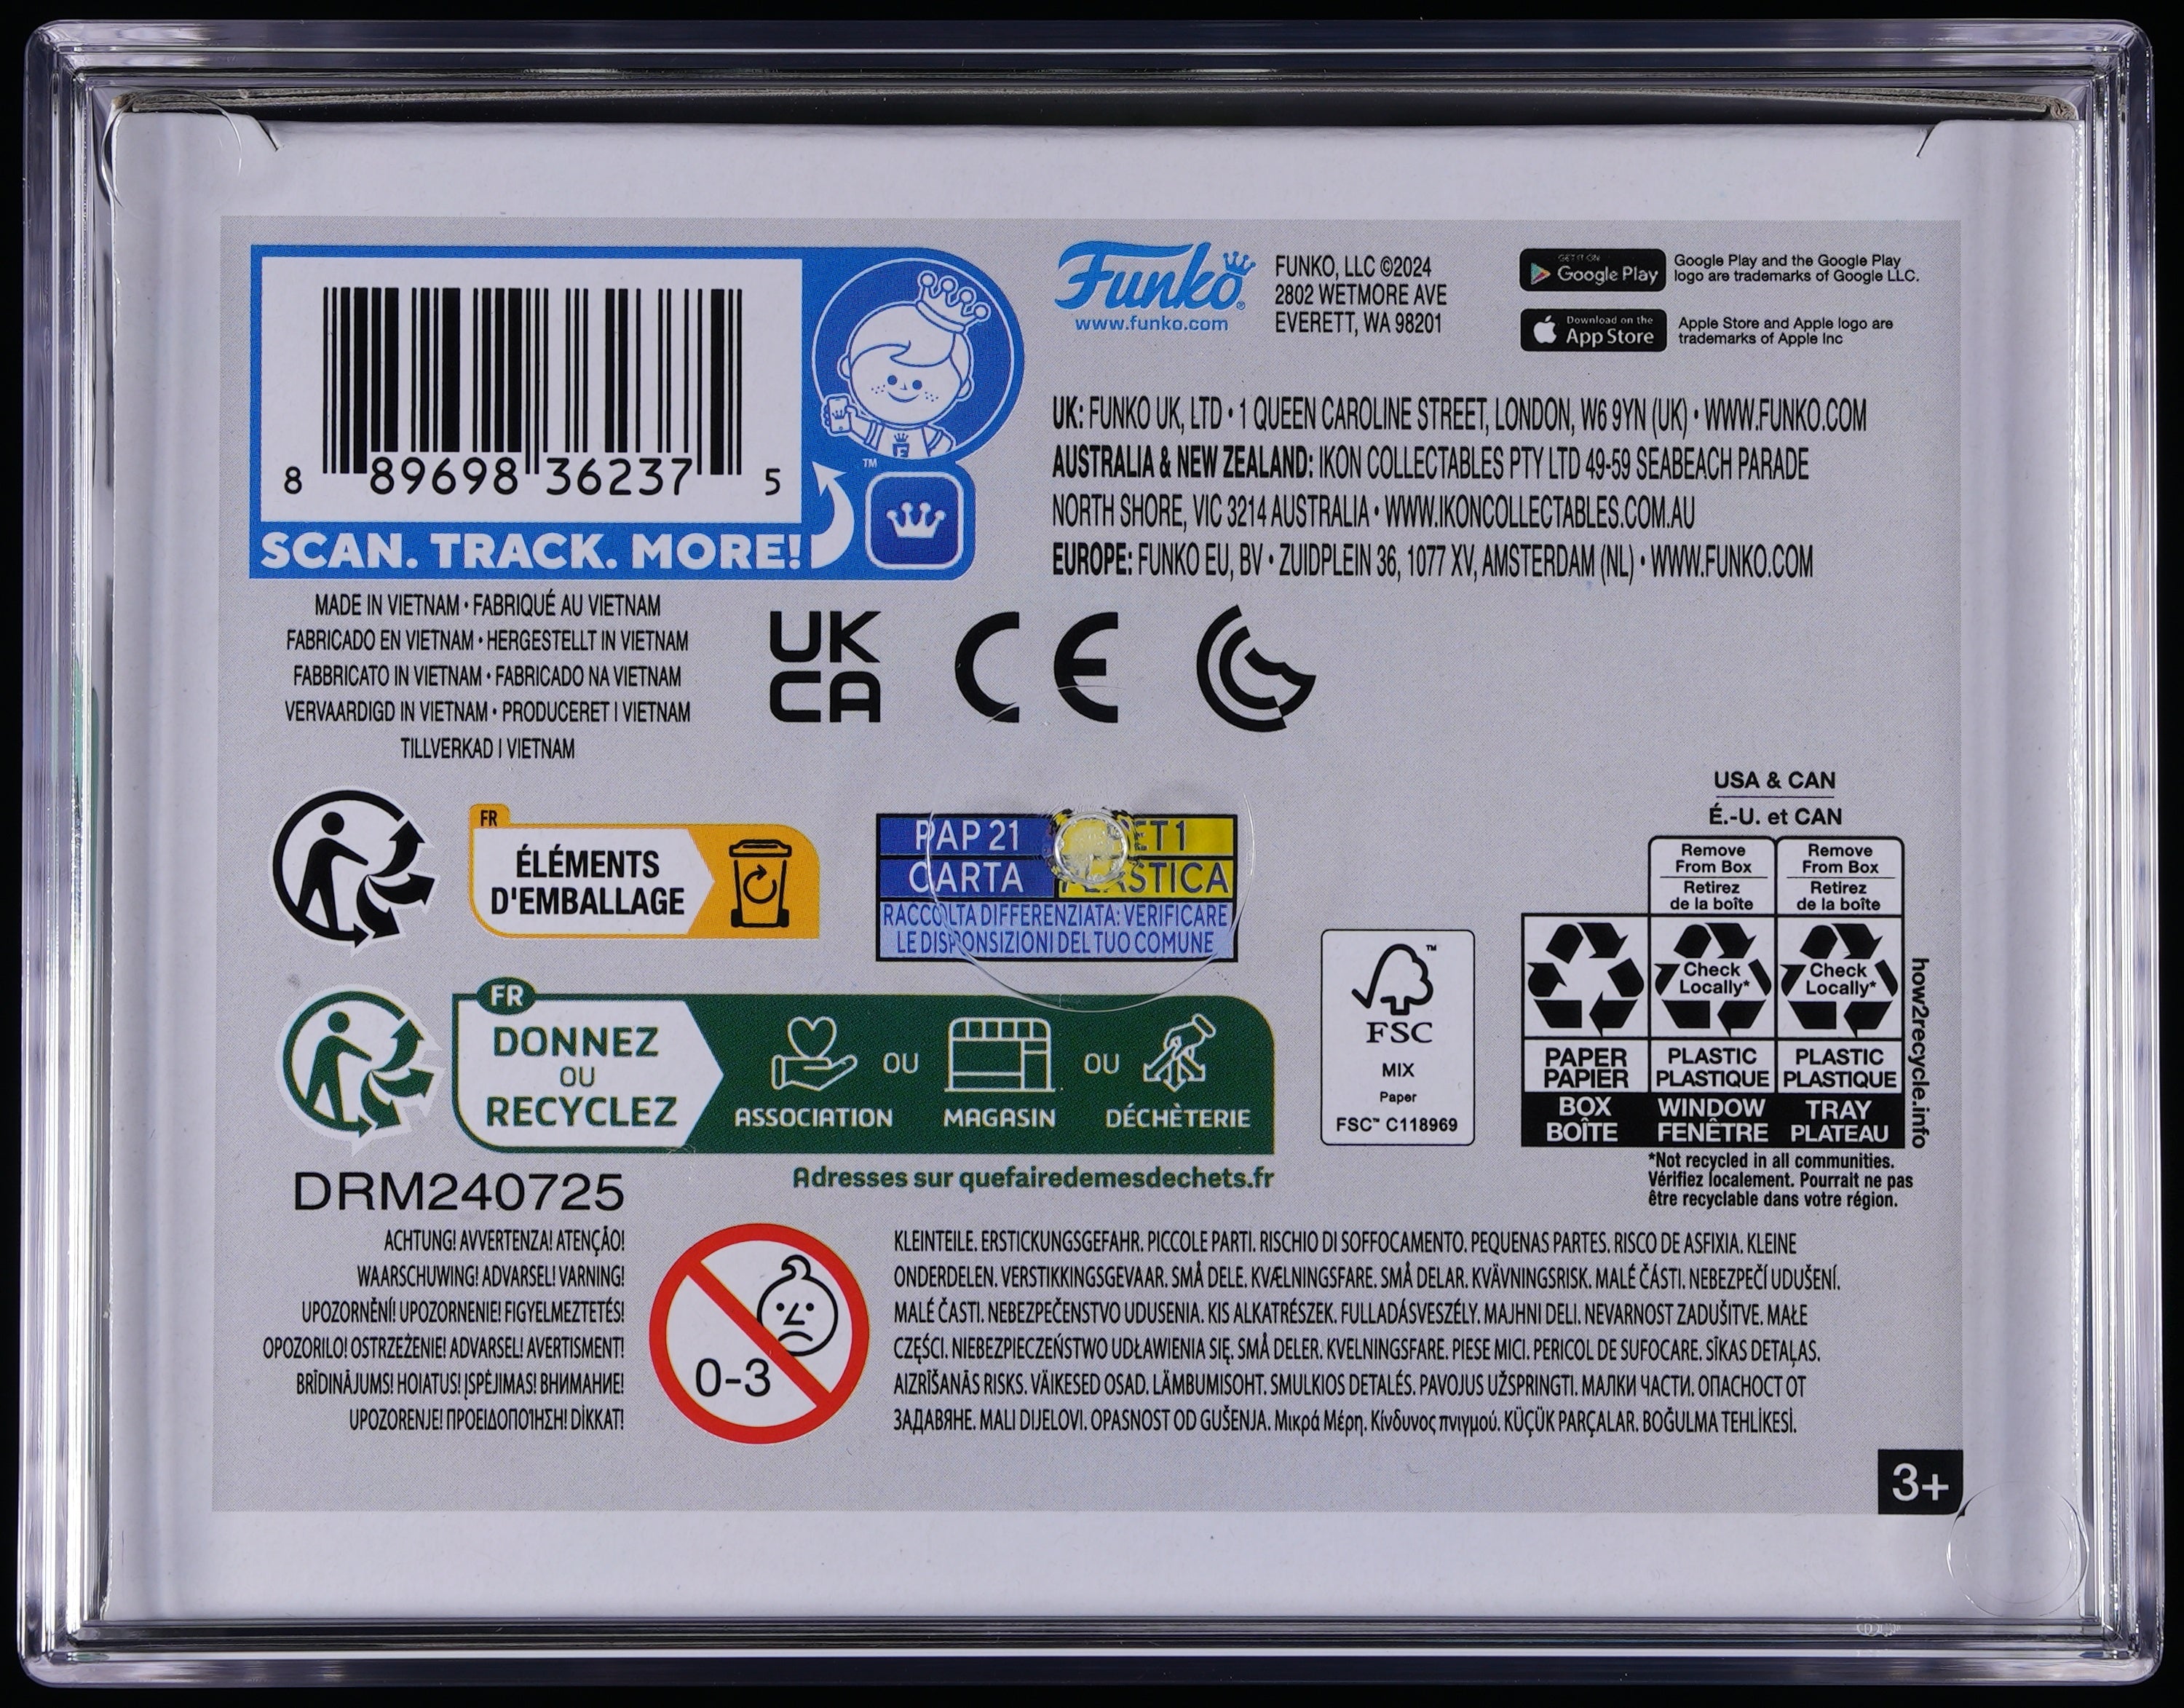 8 89698 36237 5
SCAN. TRACK. MORE!
™
Funko®
www.funko.com
FUNKO, LLC ©2024
2802 WETMORE AVE
EVERETT, WA 98201
GET IT ON
Google Play
Google Play and the Google Play
logo are trademarks of Google LLC.
Download on the
App Store
Apple Store and Apple logo are
trademarks of Apple Inc
UK: FUNKO UK, LTD • 1 QUEEN CAROLINE STREET, LONDON, W6 9YN (UK) • WWW.FUNKO.COM
AUSTRALIA & NEW ZEALAND: IKON COLLECTABLES PTY LTD 49-59 SEABEACH PARADE
NORTH SHORE, VIC 3214 AUSTRALIA • WWW.IKONCOLLECTABLES.COM.AU
EUROPE: FUNKO EU, BV • ZUIDPLEIN 36, 1077 XV, AMSTERDAM (NL) • WWW.FUNKO.COM
MADE IN VIETNAM • FABRIQUÉ AU VIETNAM
FABRICADO EN VIETNAM • HERGESTELLT IN VIETNAM
FABBRICATO IN VIETNAM • FABRICADO NA VIETNAM
VERVAARDIGD IN VIETNAM • PRODUCERET I VIETNAM
TILLVERKAD I VIETNAM
UK
CA
CE
FR
ÉLÉMENTS
D'EMBALLAGE
PAP 21
CARTA
RACCOLTA DIFFERENZIATA: VERIFICARE
LE DISPONSIZIONI DEL TUO COMUNE
FR
DONNEZ
OU
RECYCLEZ
ASSOCIATION
OU
MAGASIN
OU
DÉCHÈTERIE
Adresses sur quefairedemesdechets.fr
FSC™
MIX
Paper
FSC™ C118969
USA & CAN
É.-U. et CAN
Remove
From Box
Retirez
de la boîte
Remove
From Box
Retirez
de la boîte
Check
Locally*
Check
Locally*
PAPER
PAPIER
PLASTIC
PLASTIQUE
PLASTIC
PLASTIQUE
BOX
BOÎTE
WINDOW
FENÊTRE
TRAY
PLATEAU
how2recycle.info
*Not recycled in all communities.
Vérifiez localement. Pourrait ne pas
être recyclable dans votre région.
DRM240725
ACHTUNG! AVVERTENZA! ATENÇÃO!
WAARSCHUWING! ADVARSEL! VARNING!
UPOZORNĚNÍ! UPOZORNENIE! FIGYELMEZTETÉS!
OPOZORILO! OSTRZEŻENIE! ADVARSEL! AVERTISMENT!
BRĪDINĀJUMS! HOIATUS! ĮSPĖJIMAS! ВНИМАНИЕ!
UPOZORENJE! ΠΡΟΕΙΔΟΠΟΊΗΣΗ! DİKKAT!
0-3
KLEINTEILE. ERSTICKUNGSGEFAHR. PICCOLE PARTI. RISCHIO DI SOFFOCAMENTO. PEQUENAS PARTES. RISCO DE ASFIXIA. KLEINE
ONDERDELEN. VERSTIKKINGSGEVAAR. SMÅ DELE. KVÆLNINGSFARE. SMÅ DELAR. KVÄVNINGSRISK. MALÉ ČÁSTI. NEBEZPEČÍ UDUŠENÍ.
MALÉ ČASTI. NEBEZPEČENSTVO UDUSENIA. KIS ALKATRÉSZEK. FULLADÁSVESZÉLY. MAJHNI DELI. NEVARNOST ZADUŠITVE. MAŁE
CZĘŚCI. NIEBEZPIECZEŃSTWO UDŁAWIENIA SIĘ. SMÅ DELER. KVELNINGSFARE. PIESE MICI. PERICOL DE SUFOCARE. SĪKAS DETAĻAS.
AIZRĪŠANĀS RISKS. VÄIKESED OSAD. LÄMBUMISOHT. SMULKIOS DETALĖS. PAVOJUS UŽSPRINGTI. МАЛКИ ЧАСТИ. ОПАСНОСТ ОТ
ЗАДАВЯНЕ. MALI DIJELOVI. OPASNOST OD GUŠENJA. Μικρά Μέρη. Κίνδυνος πνιγμού. KÜÇÜK PARÇALAR. BOĞULMA TEHLİKESİ.
3+